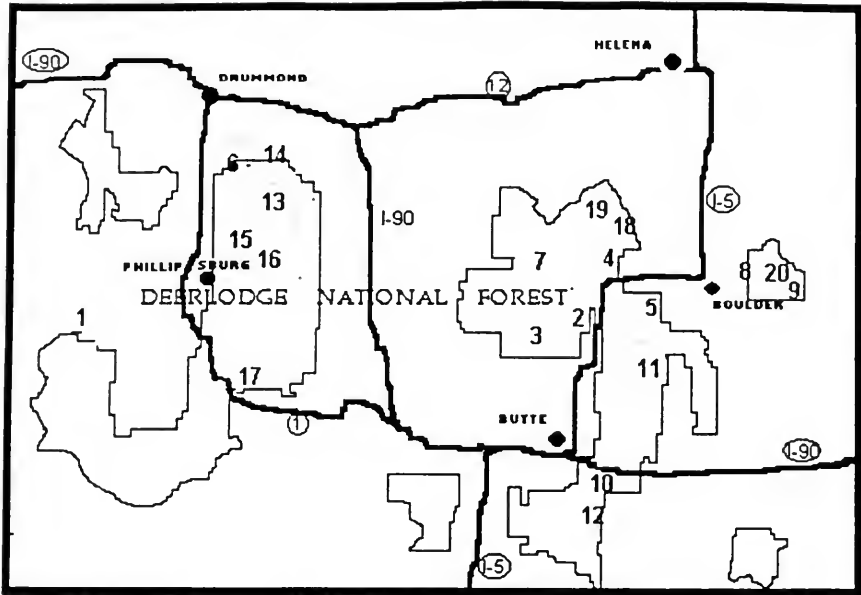 HELENA
I-90
DRUMMOND
12
6
14
13
I-90
I-5
19
18
15
16
7
4
8
20
9
PHILLIPSBURG
DEERLODGE NATIONAL FOREST
BOULDER
5
1
2
3
11
17
1
BUTTE
I-90
10
12
I-5